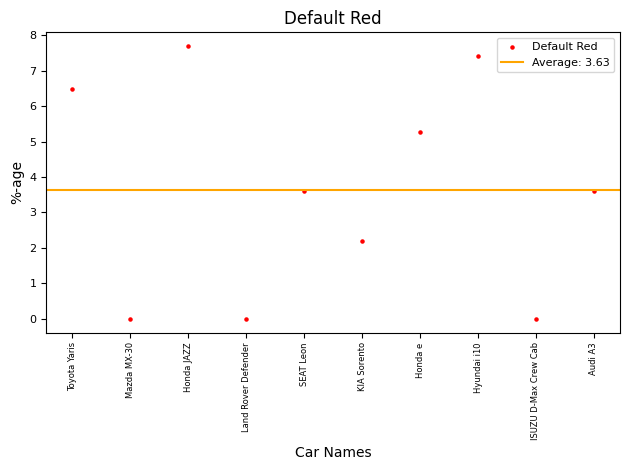 Default Red
Default Red
Average: 3.63
%-age
8
7
6
5
4
3
2
1
0
Toyota Yaris
Mazda MX-30
Honda JAZZ
Land Rover Defender
SEAT Leon
KIA Sorento
Honda e
Hyundai i10
ISUZU D-Max Crew Cab
Audi A3
Car Names